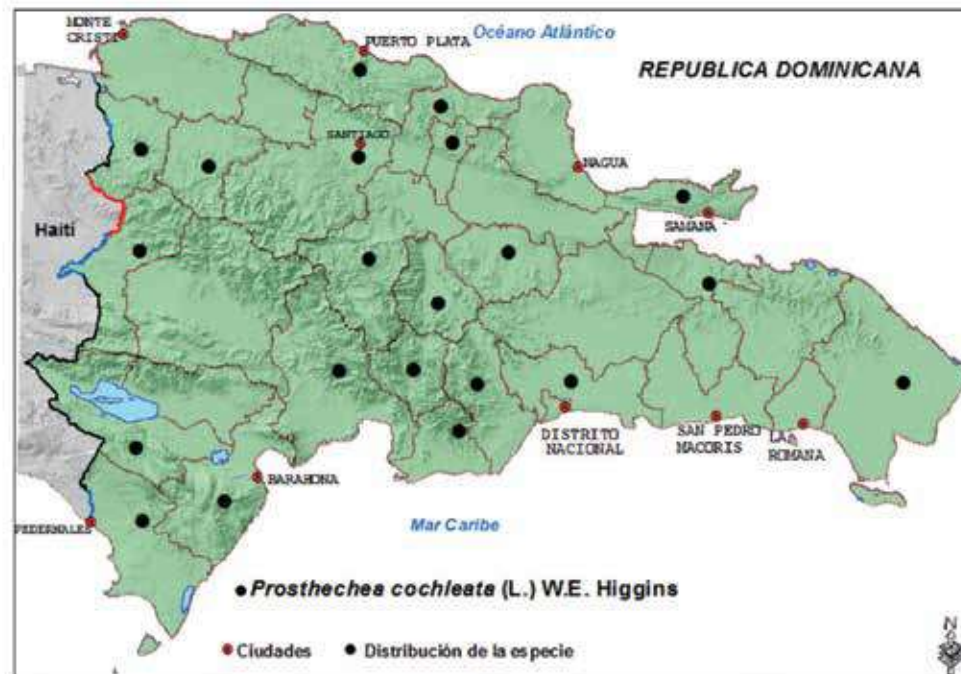 MONTE
CRISTI
PUERTO PLATA
Océano Atlántico
REPUBLICA DOMINICANA
SANTIAGO
NAGUA
SAMANA
Haití
DISTRITO
NACIONAL
SAN PEDRO
MACORIS
LA
ROMANA
BARAHONA
PEDERNALES
Mar Caribe
Prosthechea cochleata (L.) W.E. Higgins
Ciudades
Distribución de la especie
N